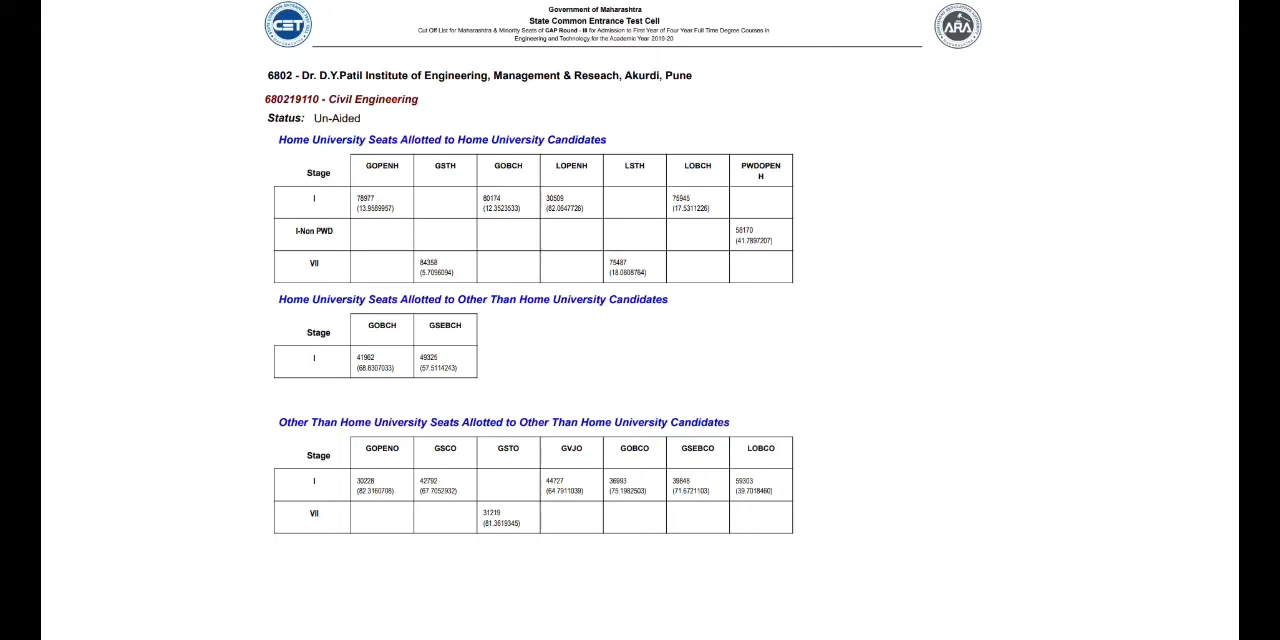 Government of Maharashtra
State Common Entrance Test Cell
Cut Off List for Maharashtra & Minority Seats of CAP Round - III for Admission to First Year of Four Year Full Time Degree Courses in
Engineering and Technology for the Academic Year 2019-20
CET
ARA
6802 - Dr. D.Y.Patil Institute of Engineering, Management & Reseach, Akurdi, Pune
680219110 - Civil Engineering
Status: Un-Aided
Home University Seats Allotted to Home University Candidates
Stage GOPENH GSTH GOBCH LOPENH LSTH LOBCH PWDOPEN
H
I 78977 80174 30509 75945
(13.9589957) (12.3523533) (82.0647726) (17.5311226)
I-Non PWD 58170
(41.7897207)
VII 84358 75487
(5.7096094) (18.0608764)
Home University Seats Allotted to Other Than Home University Candidates
Stage GOBCH GSEBCH
I 41962 49325
(68.8307033) (57.5114243)
Other Than Home University Seats Allotted to Other Than Home University Candidates
Stage GOPENO GSCO GSTO GVJO GOBCO GSEBCO LOBCO
I 30228 42792 44727 36993 39848 59303
(82.3160708) (67.7052932) (64.7911039) (75.1982503) (71.6721103) (39.7018460)
VII 31219
(81.3619345)